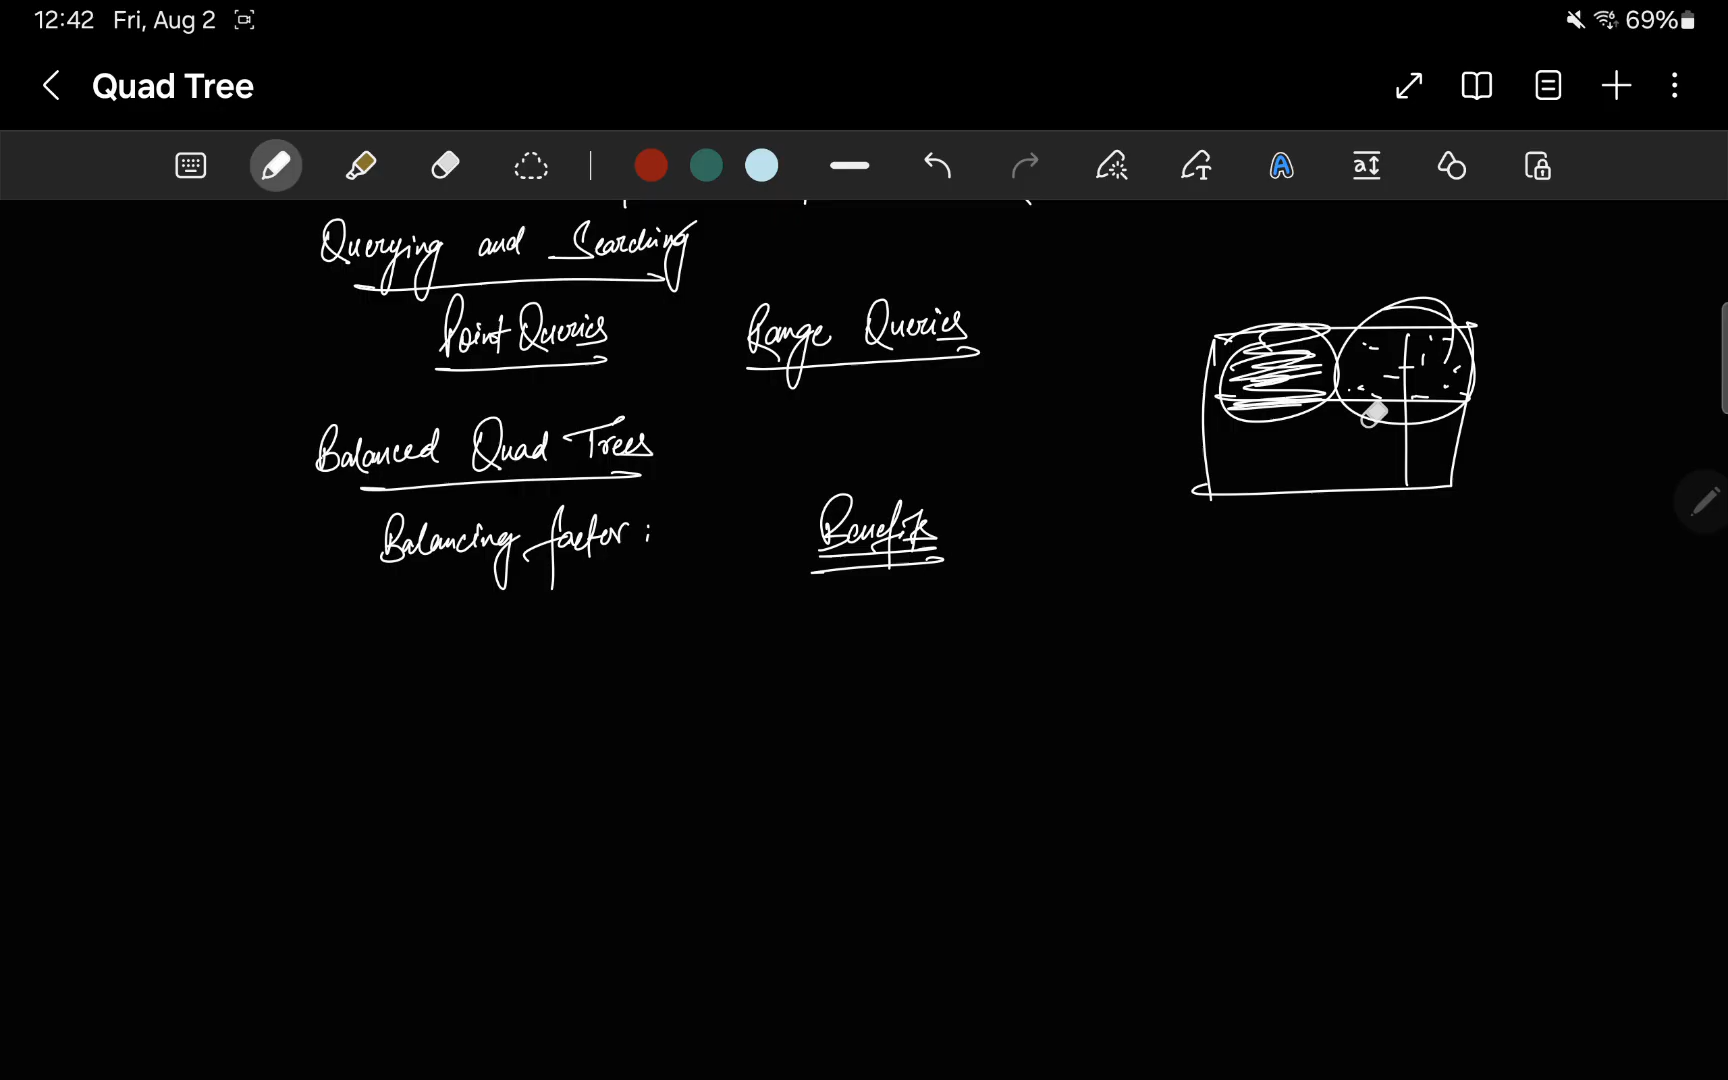 12:42 Fri, Aug 2 69%
Quad Tree
Querying and Searching
Point Queries Range Queries
Balanced Quad Trees
Balancing factor: Benefits